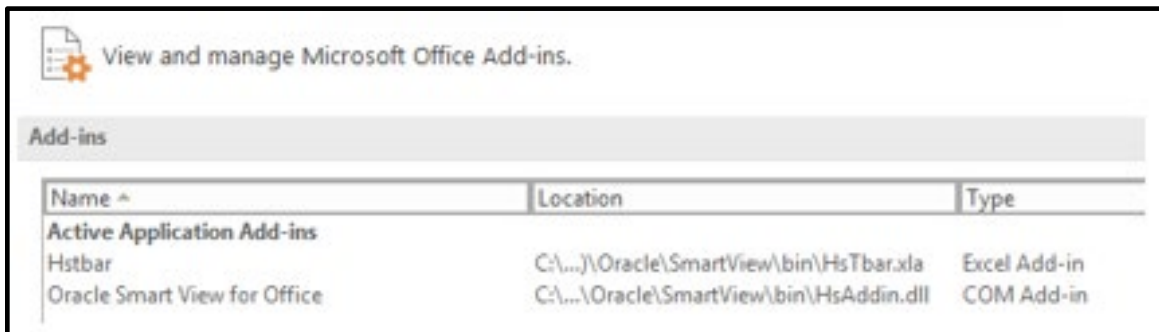 View and manage Microsoft Office Add-ins.
Add-ins
Name Location Type
Active Application Add-ins
Hstbar C:\...)\Oracle\SmartView\bin\HsTbar.xla Excel Add-in
Oracle Smart View for Office C:\...\Oracle\SmartView\bin\HsAddin.dll COM Add-in